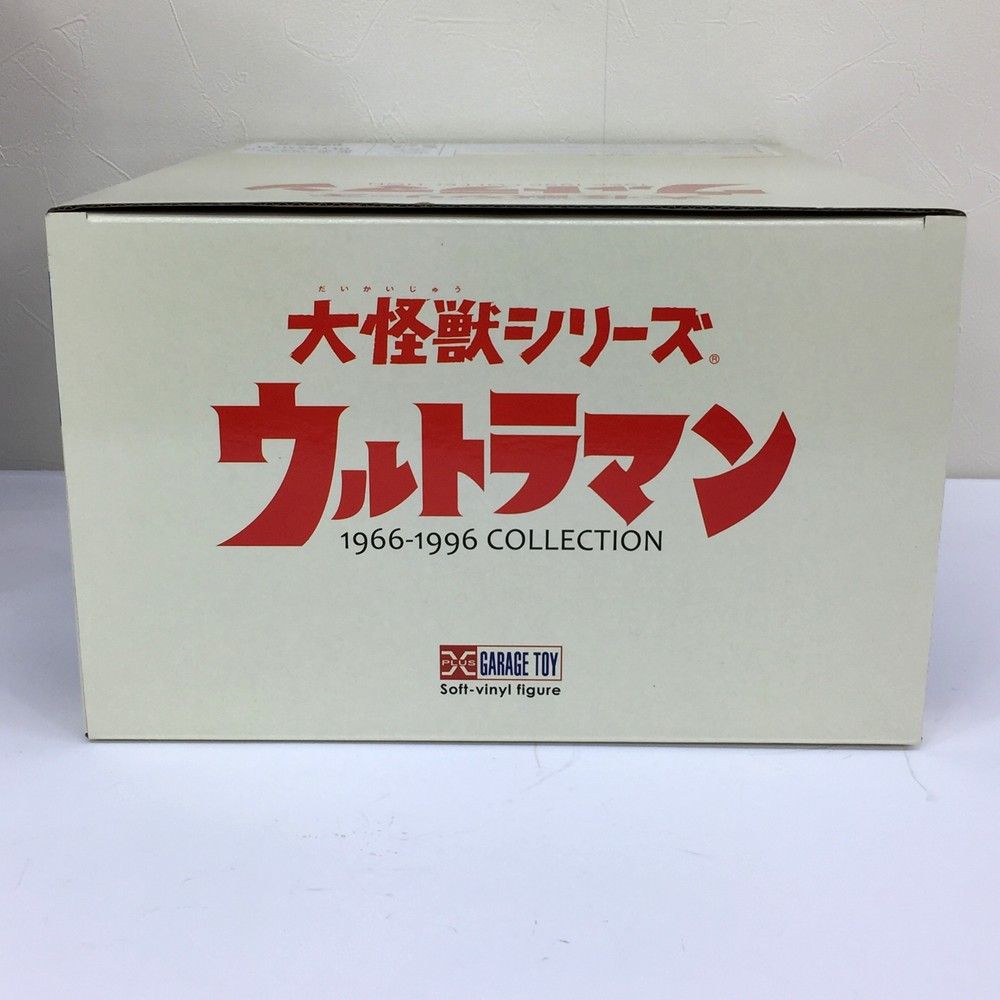 だいかいじゅう
大怪獣シリーズ®
ウルトラマン
1966-1996 COLLECTION
X PLUS GARAGE TOY
Soft-vinyl figure